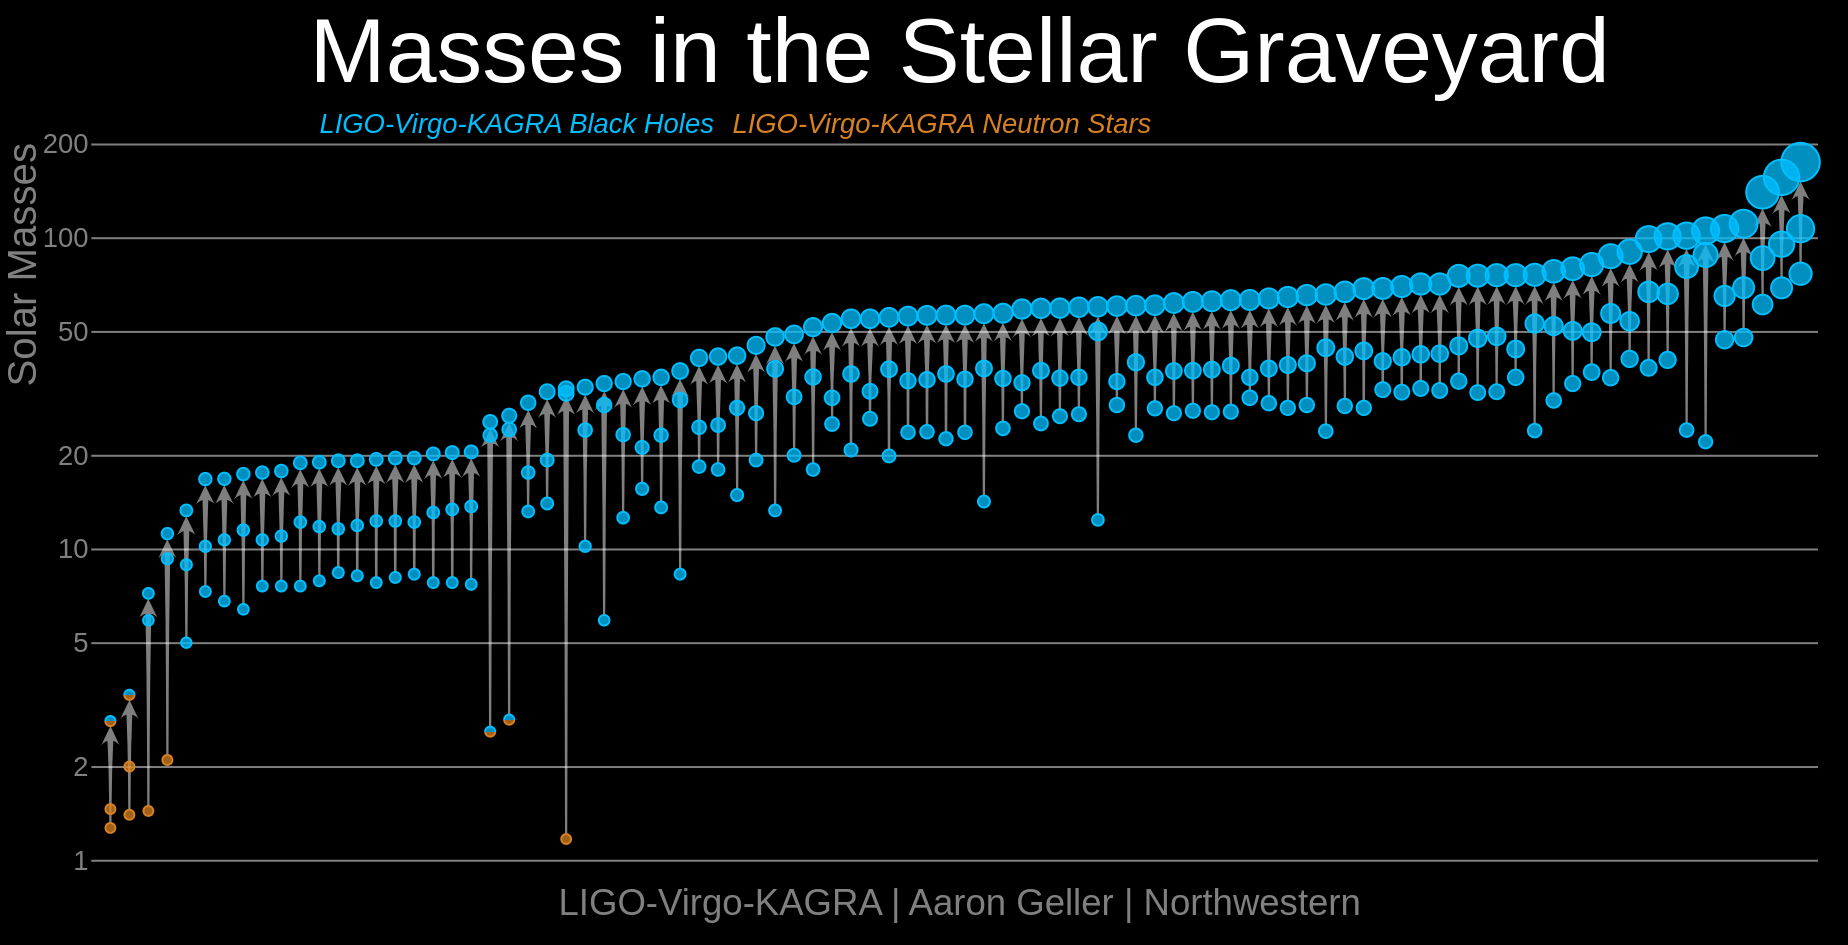 Masses in the Stellar Graveyard
LIGO-Virgo-KAGRA Black Holes LIGO-Virgo-KAGRA Neutron Stars
Solar Masses
200
100
50
20
10
5
2
1
LIGO-Virgo-KAGRA | Aaron Geller | Northwestern